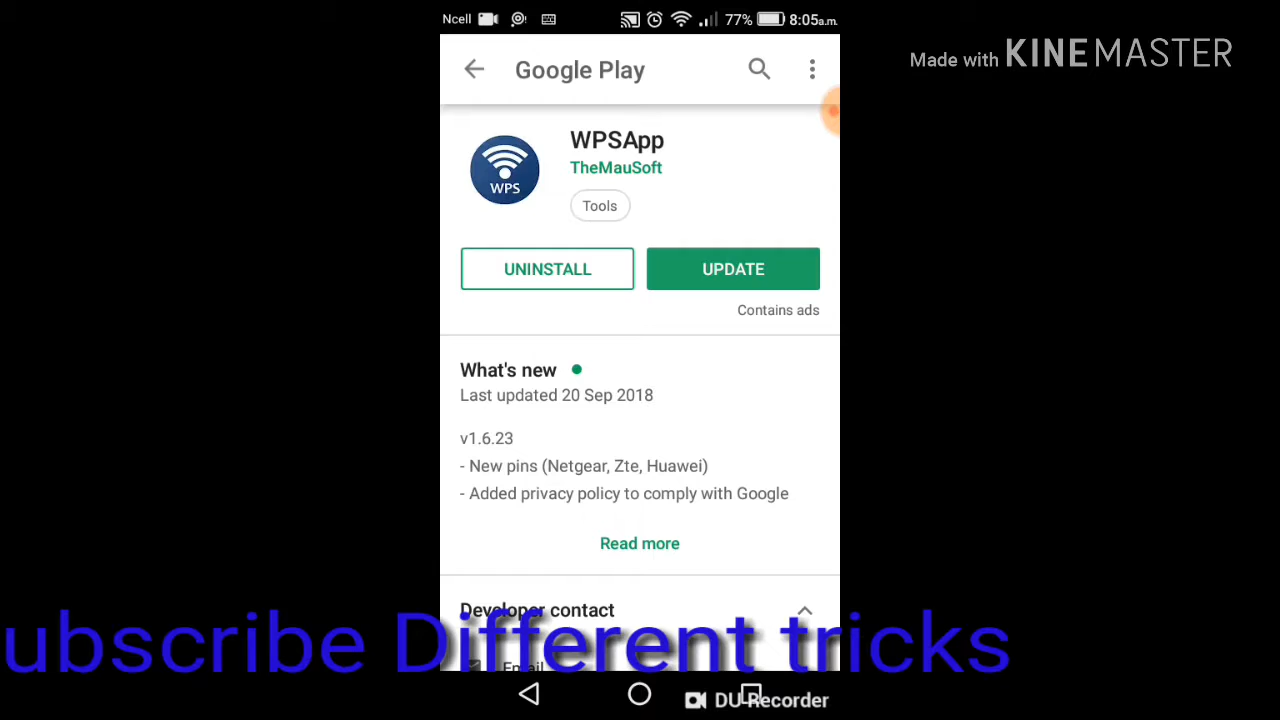 Ncell 77% 8:05a.m.
Made with KINEMASTER
Google Play
WPSApp
TheMauSoft
WPS
Tools
UNINSTALL UPDATE
Contains ads
What's new
Last updated 20 Sep 2018
v1.6.23
- New pins (Netgear, Zte, Huawei)
- Added privacy policy to comply with Google
Read more
Developer contact
ubscribe Different tricks
Email
DU Recorder